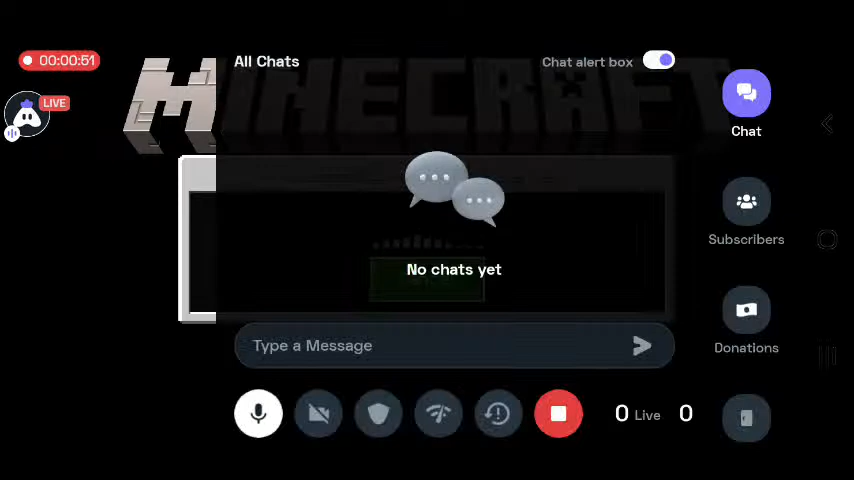 00:00:51
LIVE
MINECRAFT
All Chats
Chat alert box
Chat
No chats yet
Subscribers
Donations
Type a Message
0 Live 0